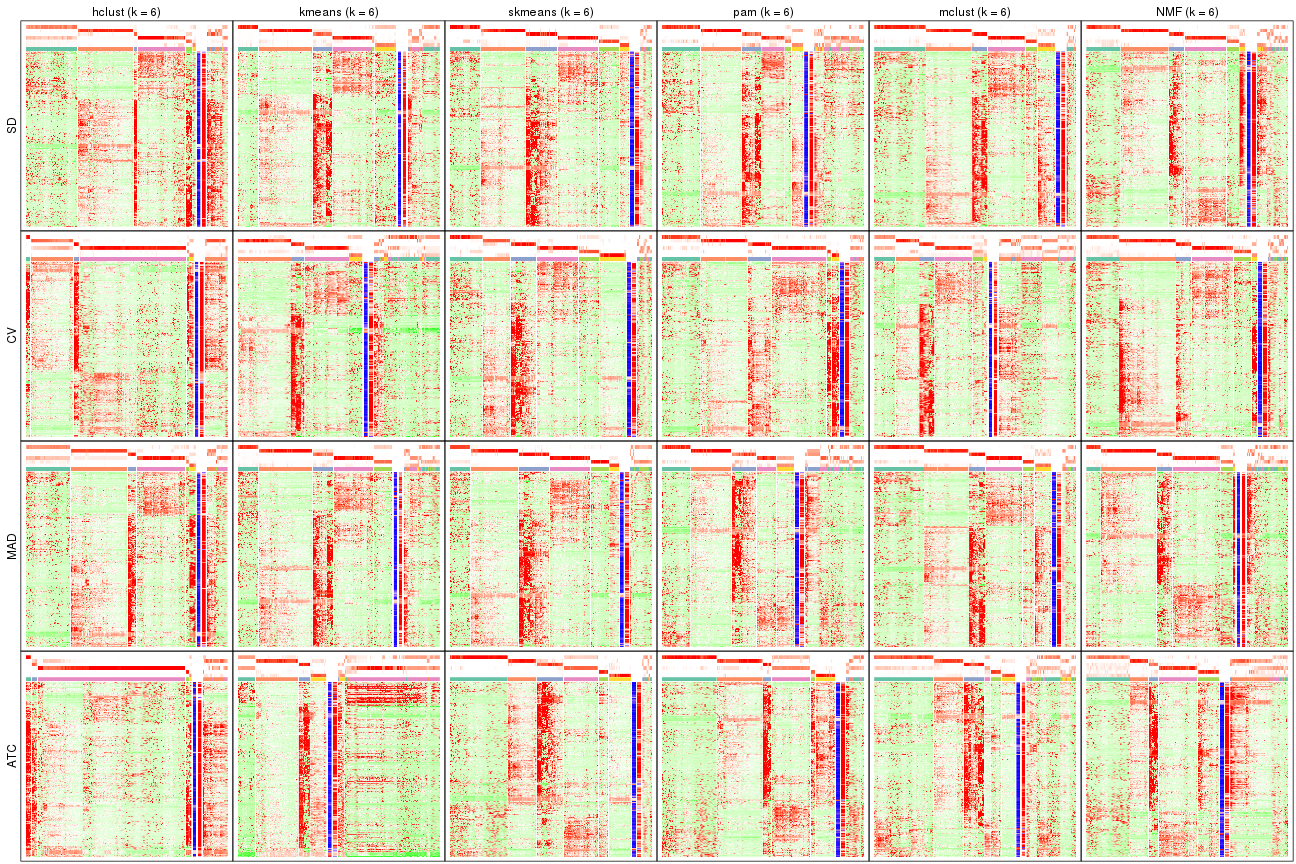 hclust (k = 6) kmeans (k = 6) skmeans (k = 6) pam (k = 6) mclust (k = 6) NMF (k = 6)
SD
CV
MAD
ATC